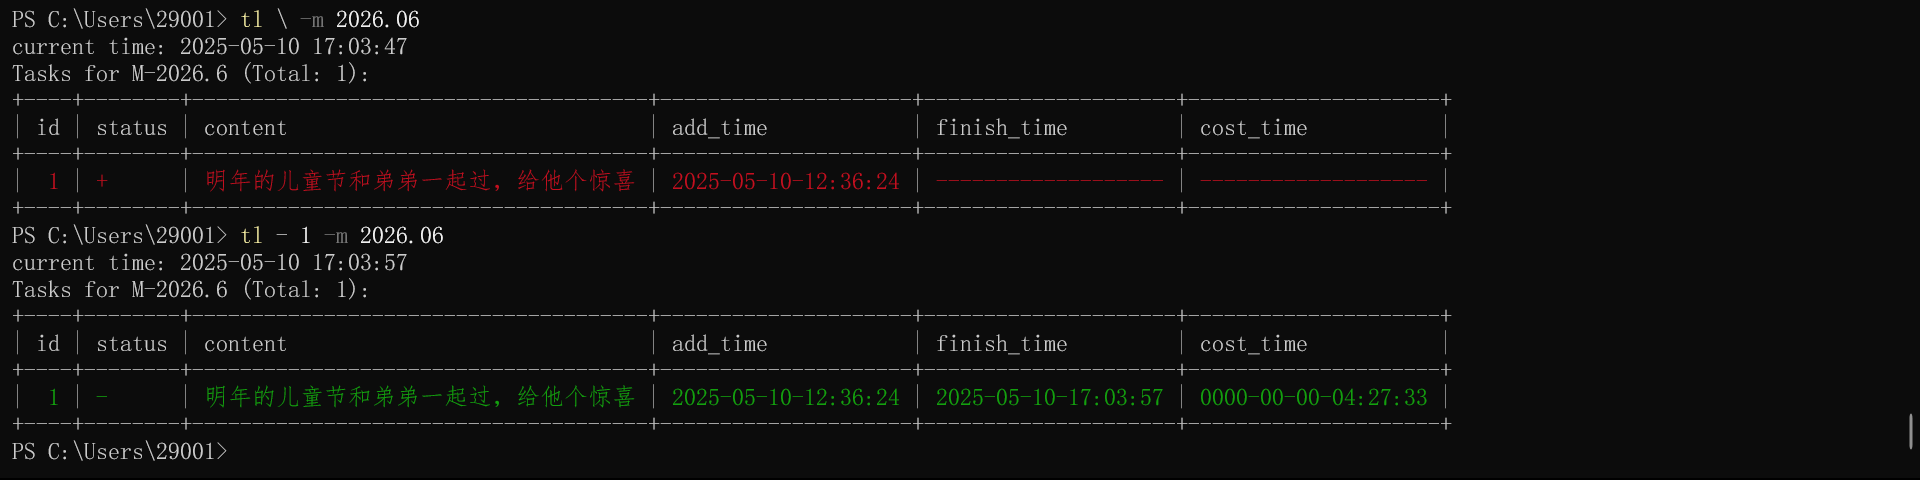 PS C:\Users\29001> tl \ -m 2026.06
current time: 2025-05-10 17:03:47
Tasks for M-2026.6 (Total: 1):
+----+--------+--------------------------------------+---------------------+---------------------+---------------------+
| id | status | content                              | add_time            | finish_time         | cost_time           |
+----+--------+--------------------------------------+---------------------+---------------------+---------------------+
|  1 | +      | 明年的儿童节和弟弟一起过，给他个惊喜 | 2025-05-10-12:36:24 | ------------------- | ------------------- |
+----+--------+--------------------------------------+---------------------+---------------------+---------------------+
PS C:\Users\29001> tl - 1 -m 2026.06
current time: 2025-05-10 17:03:57
Tasks for M-2026.6 (Total: 1):
+----+--------+--------------------------------------+---------------------+---------------------+---------------------+
| id | status | content                              | add_time            | finish_time         | cost_time           |
+----+--------+--------------------------------------+---------------------+---------------------+---------------------+
|  1 | -      | 明年的儿童节和弟弟一起过，给他个惊喜 | 2025-05-10-12:36:24 | 2025-05-10-17:03:57 | 0000-00-00-04:27:33 |
+----+--------+--------------------------------------+---------------------+---------------------+---------------------+
PS C:\Users\29001>